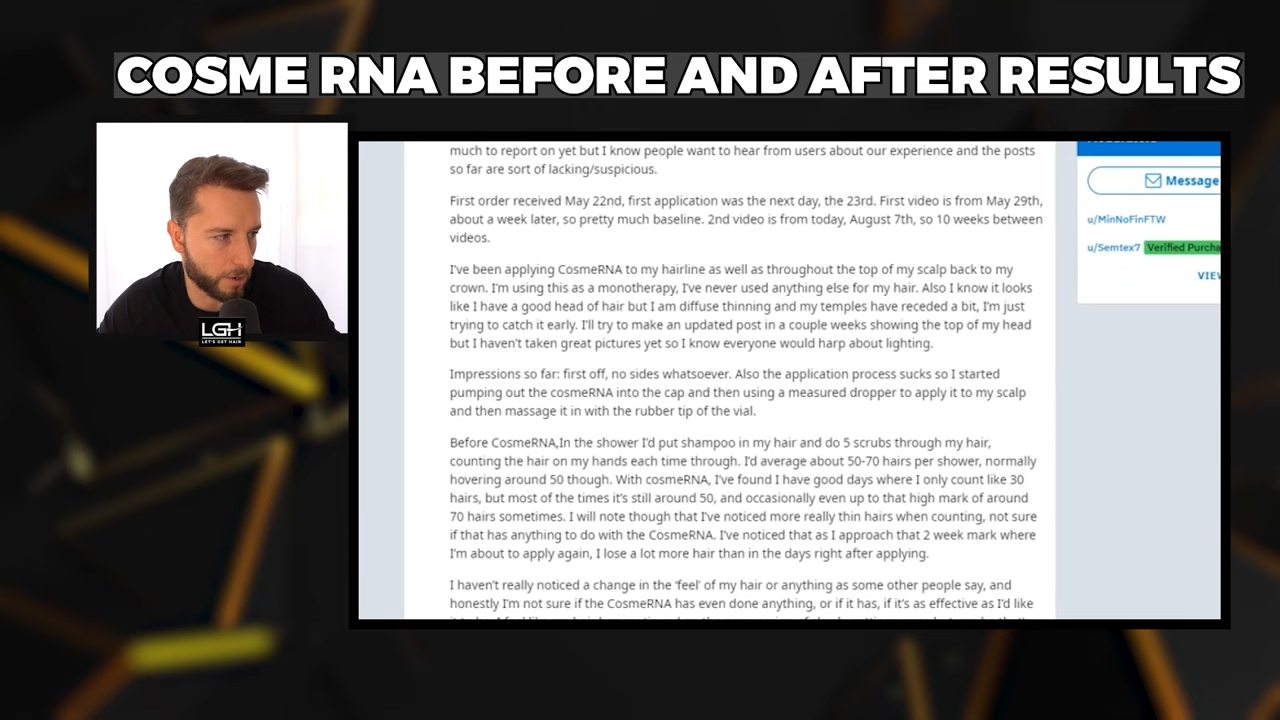 COSME RNA BEFORE AND AFTER RESULTS
LGH
LET'S GET HAIR
much to report on yet but I know people want to hear from users about our experience and the posts
so far are sort of lacking/suspicious.
First order received May 22nd, first application was the next day, the 23rd. First video is from May 29th,
about a week later, so pretty much baseline. 2nd video is from today, August 7th, so 10 weeks between
videos.
I've been applying CosmeRNA to my hairline as well as throughout the top of my scalp back to my
crown. I'm using this as a monotherapy, I've never used anything else for my hair. Also I know it looks
like I have a good head of hair but I am diffuse thinning and my temples have receded a bit, I'm just
trying to catch it early. I'll try to make an updated post in a couple weeks showing the top of my head
but I haven't taken great pictures yet so I know everyone would harp about lighting.
Impressions so far: first off, no sides whatsoever. Also the application process sucks so I started
pumping out the cosmeRNA into the cap and then using a measured dropper to apply it to my scalp
and then massage it in with the rubber tip of the vial.
Before CosmeRNA,In the shower I'd put shampoo in my hair and do 5 scrubs through my hair,
counting the hair on my hands each time through. I'd average about 50-70 hairs per shower, normally
hovering around 50 though. With cosmeRNA, I've found I have good days where I only count like 30
hairs, but most of the times it's still around 50, and occasionally even up to that high mark of around
70 hairs sometimes. I will note though that I've noticed more really thin hairs when counting, not sure
if that has anything to do with the CosmeRNA. I've noticed that as I approach that 2 week mark where
I'm about to apply again, I lose a lot more hair than in the days right after applying.
I haven't really noticed a change in the 'feel' of my hair or anything as some other people say, and
honestly I'm not sure if the CosmeRNA has even done anything, or if it has, if it's as effective as I'd like
Message
u/MinNoFinFTW
u/Semtex7 Verified Purcha
VIEW